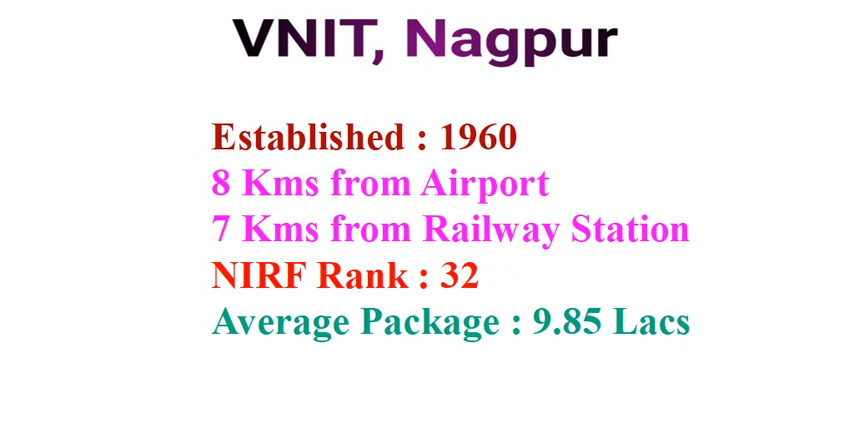 VNIT, Nagpur
Established : 1960
8 Kms from Airport
7 Kms from Railway Station
NIRF Rank : 32
Average Package : 9.85 Lacs